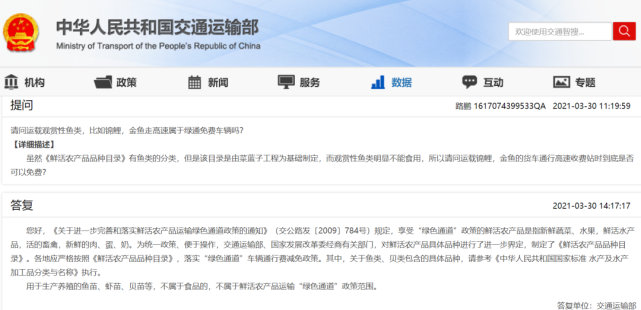 中华人民共和国交通运输部
Ministry of Transport of the People's Republic of China
欢迎使用交通智搜...
机构
政策
新闻
服务
数据
互动
专题
提问
路鹏 1617074399533QA 2021-03-30 11:19:59
请问运载观赏性鱼类，比如锦鲤，金鱼走高速属于绿通免费车辆吗？
【详细描述】
虽然《鲜活农产品品种目录》有鱼类的分类，但是该目录是由菜蓝子工程为基础制定，而观赏性鱼类明显不能食用，所以请问运载锦鲤，金鱼的货车通行高速收费站时到底是否
可以免费？
答复
2021-03-30 14:17:17
您好，《关于进一步完善和落实鲜活农产品运输绿色通道政策的通知》（交公路发〔2009〕784号）规定，享受“绿色通道”政策的鲜活农产品是指新鲜蔬菜、水果，鲜活水产
品，活的畜禽，新鲜的肉、蛋、奶。为统一政策、便于操作，交通运输部、国家发展改革委经商有关部门，对鲜活农产品具体品种进行了进一步界定，制定了《鲜活农产品品种目
录》。各地应严格按照《鲜活农产品品种目录》，落实“绿色通道”车辆通行费减免政策。其中，关于鱼类、贝类包含的具体品种，请参考《中华人民共和国国家标准 水产及水产
加工品分类与名称》执行。
用于生产养殖的鱼苗、虾苗、贝苗等，不属于食品的，不属于鲜活农产品运输“绿色通道”政策范围。
答复单位：交通运输部